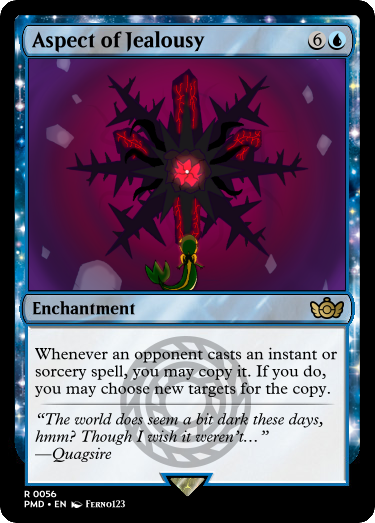 Aspect of Jealousy 6
Enchantment
Whenever an opponent casts an instant or
sorcery spell, you may copy it. If you do,
you may choose new targets for the copy.
“The world does seem a bit dark these days,
hmm? Though I wish it weren’t…”
—Quagsire
R 0056
PMD • EN Ferno123